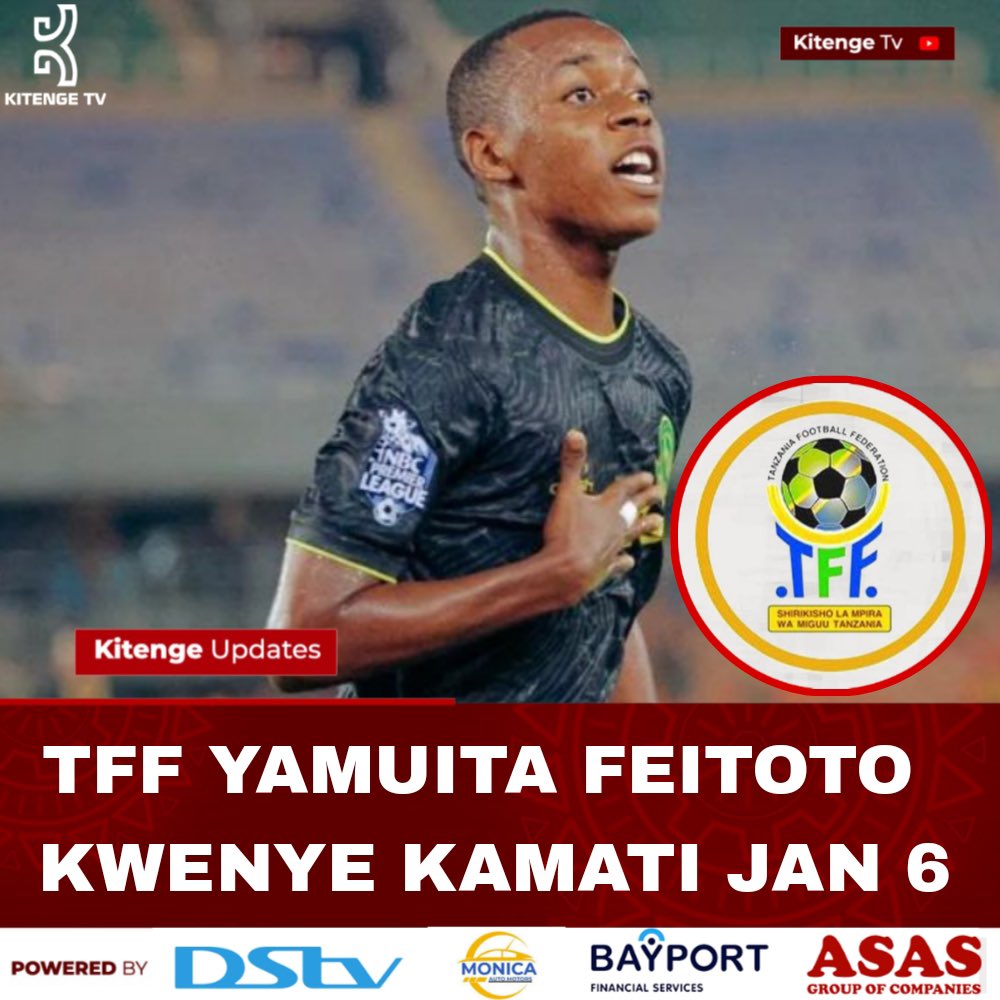 KITENGE TV
Kitenge Tv
NBC
PREMIER
LEAGUE
TANZANIA FOOTBALL FEDERATION
TFF.
SHIRIKISHO LA MPIRA
WA MIGUU TANZANIA
Kitenge Updates
TFF YAMUITA FEITOTO
KWENYE KAMATI JAN 6
POWERED BY
DStv
MONICA
AUTO MOTORS
BAYPORT
FINANCIAL SERVICES
ASAS
GROUP OF COMPANIES